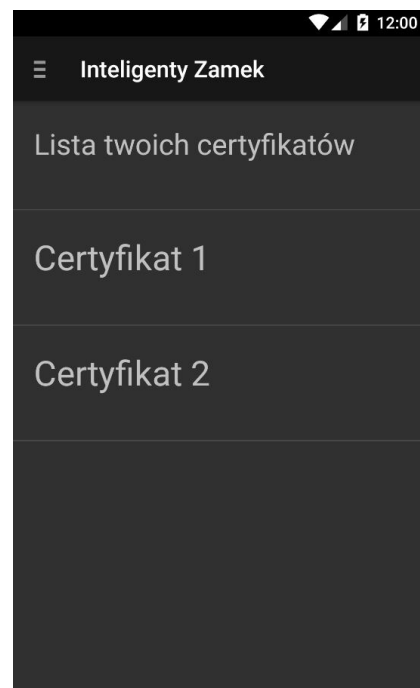 12:00
Inteligenty Zamek
Lista twoich certyfikatów
Certyfikat 1
Certyfikat 2